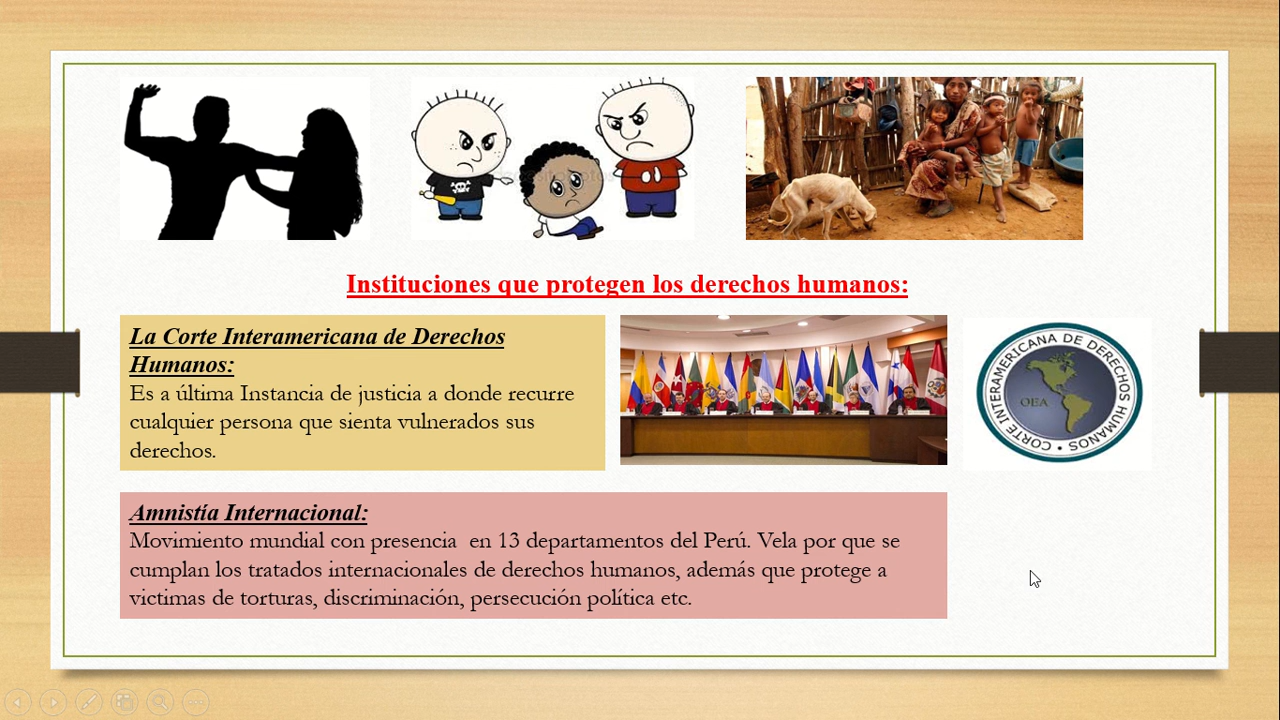 Instituciones que protegen los derechos humanos:
La Corte Interamericana de Derechos
Humanos:
Es a última Instancia de justicia a donde recurre
cualquier persona que sienta vulnerados sus
derechos.
CORTE INTERAMERICANA DE DERECHOS HUMANOS •
OEA
Amnistía Internacional:
Movimiento mundial con presencia  en 13 departamentos del Perú. Vela por que se
cumplan los tratados internacionales de derechos humanos, además que protege a
victimas de torturas, discriminación, persecución política etc.